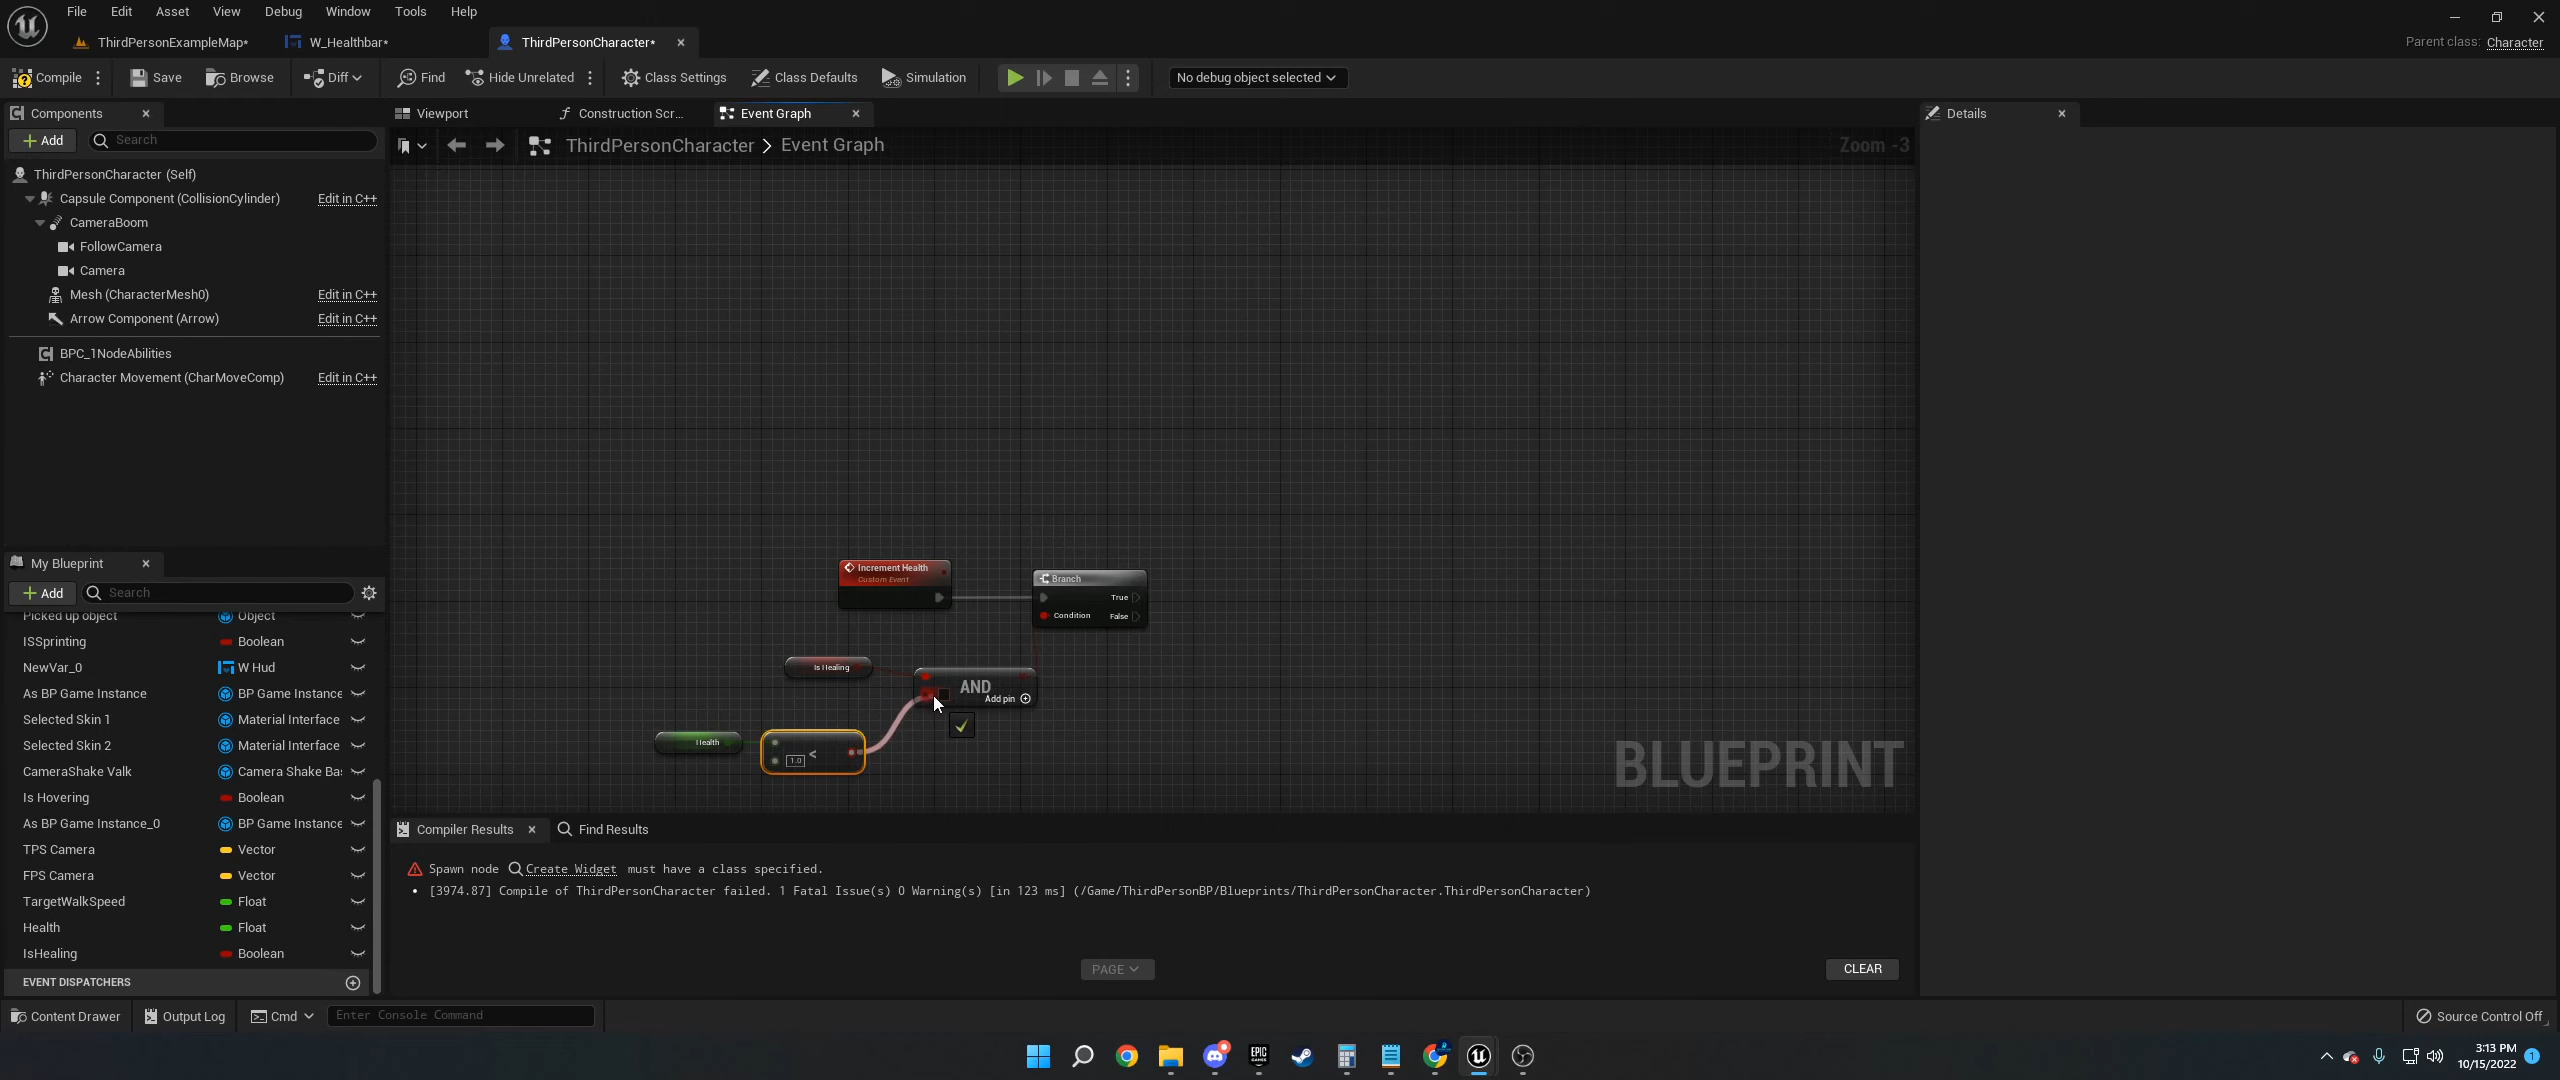 File Edit Asset View Debug Window Tools Help
ThirdPersonExampleMap* W_Healthbar* ThirdPersonCharacter*
Parent class: Character
Compile Save Browse Diff Find Hide Unrelated Class Settings Class Defaults Simulation No debug object selected
Components
Add Search
ThirdPersonCharacter (Self)
Capsule Component (CollisionCylinder) Edit in C++
CameraBoom
FollowCamera
Camera
Mesh (CharacterMesh0) Edit in C++
Arrow Component (Arrow) Edit in C++
BPC_1NodeAbilities
Character Movement (CharMoveComp) Edit in C++
My Blueprint
Add Search
Picked up object Object
ISSprinting Boolean
NewVar_0 W Hud
As BP Game Instance BP Game Instance
Selected Skin 1 Material Interface
Selected Skin 2 Material Interface
CameraShake Valk Camera Shake Ba
Is Hovering Boolean
As BP Game Instance_0 BP Game Instance
TPS Camera Vector
FPS Camera Vector
TargetWalkSpeed Float
Health Float
IsHealing Boolean
EVENT DISPATCHERS
Viewport Construction Scr... Event Graph
ThirdPersonCharacter > Event Graph
Zoom -3
Increment Health
Custom Event
Branch
True
Condition False
Is Healing
AND
Add pin
Health
1.0 <
BLUEPRINT
Compiler Results Find Results
Spawn node Create Widget must have a class specified.
[3974.87] Compile of ThirdPersonCharacter failed. 1 Fatal Issue(s) 0 Warning(s) [in 123 ms] (/Game/ThirdPersonBP/Blueprints/ThirdPersonCharacter.ThirdPersonCharacter)
PAGE
CLEAR
Details
Content Drawer Output Log Cmd Enter Console Command Source Control Off
EPIC
GAMES
3:13 PM
10/15/2022
1